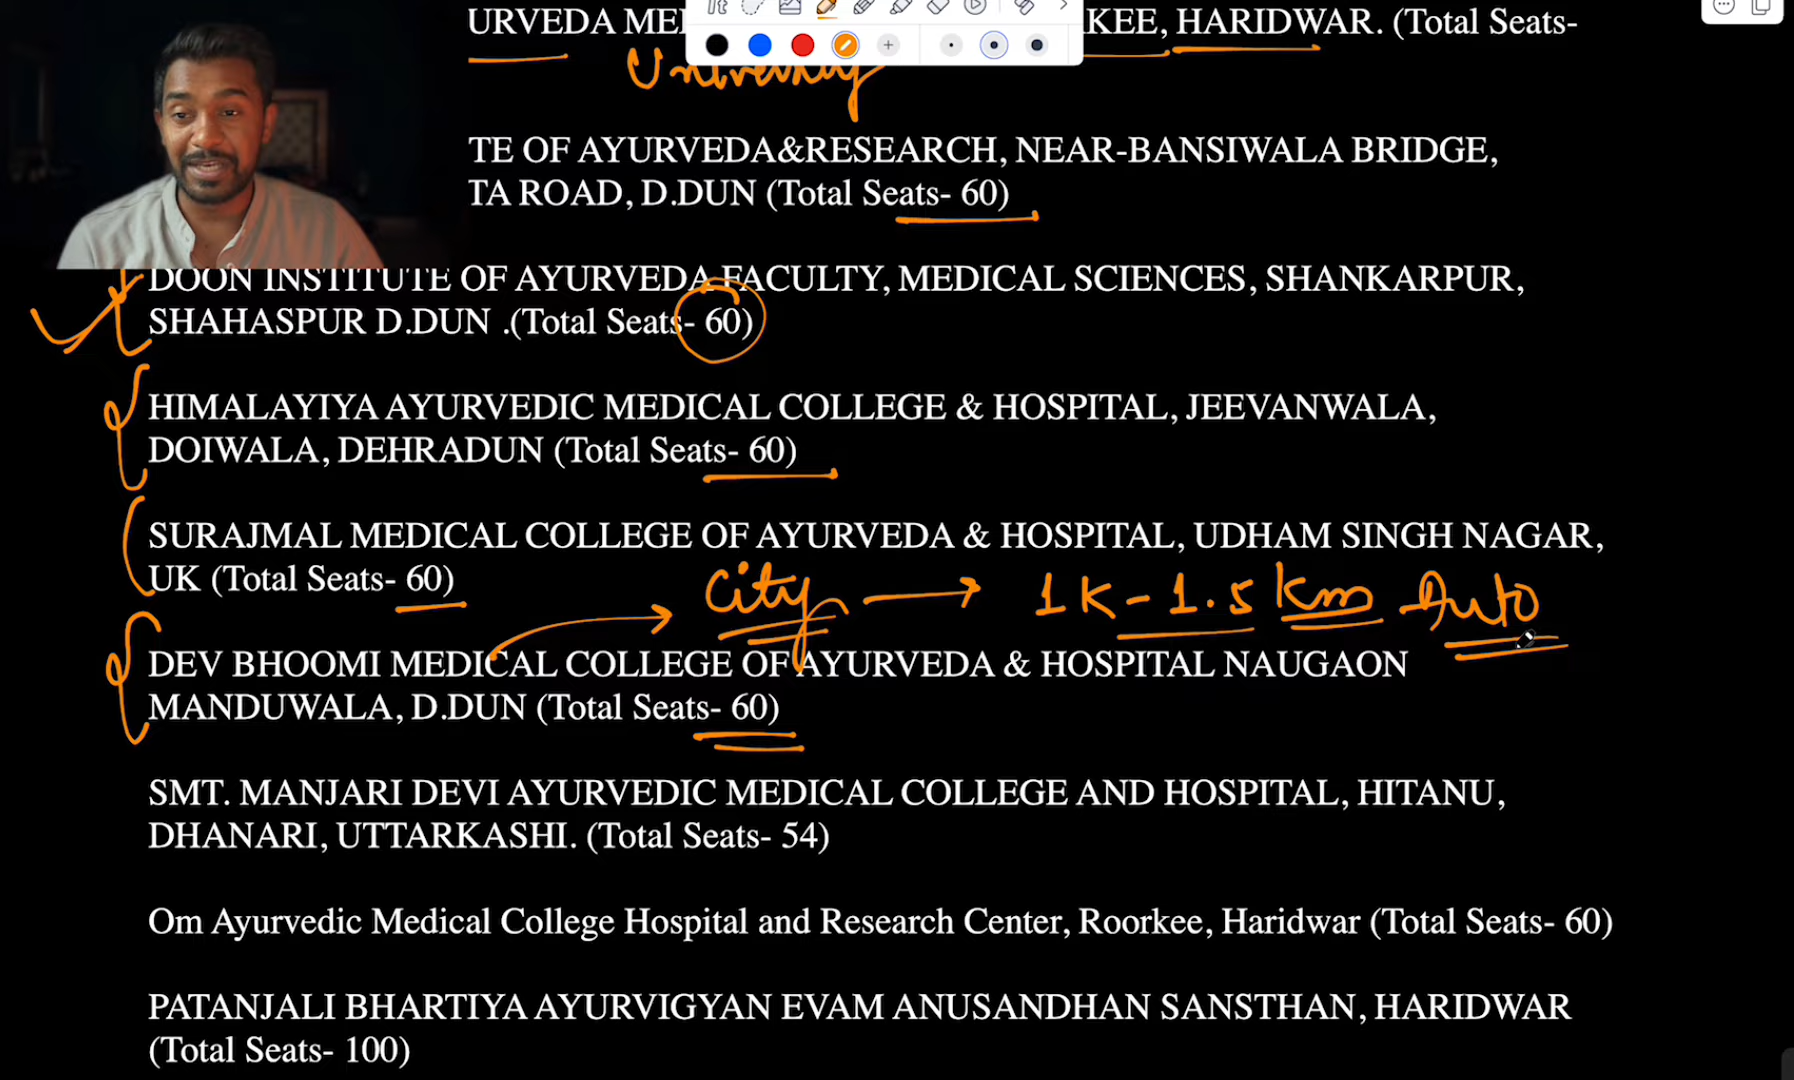 URVEDA MED KEE, HARIDWAR. (Total Seats-
University
TE OF AYURVEDA&RESEARCH, NEAR-BANSIWALA BRIDGE,
TA ROAD, D.DUN (Total Seats- 60)
DOON INSTITUTE OF AYURVEDA FACULTY, MEDICAL SCIENCES, SHANKARPUR,
SHAHASPUR D.DUN .(Total Seats- 60)
HIMALAYIYA AYURVEDIC MEDICAL COLLEGE & HOSPITAL, JEEVANWALA,
DOIWALA, DEHRADUN (Total Seats- 60)
SURAJMAL MEDICAL COLLEGE OF AYURVEDA & HOSPITAL, UDHAM SINGH NAGAR,
UK (Total Seats- 60)
City → 1K - 1.5 Km Auto
DEV BHOOMI MEDICAL COLLEGE OF AYURVEDA & HOSPITAL NAUGAON
MANDUWALA, D.DUN (Total Seats- 60)
SMT. MANJARI DEVI AYURVEDIC MEDICAL COLLEGE AND HOSPITAL, HITANU,
DHANARI, UTTARKASHI. (Total Seats- 54)
Om Ayurvedic Medical College Hospital and Research Center, Roorkee, Haridwar (Total Seats- 60)
PATANJALI BHARTIYA AYURVIGYAN EVAM ANUSANDHAN SANSTHAN, HARIDWAR
(Total Seats- 100)